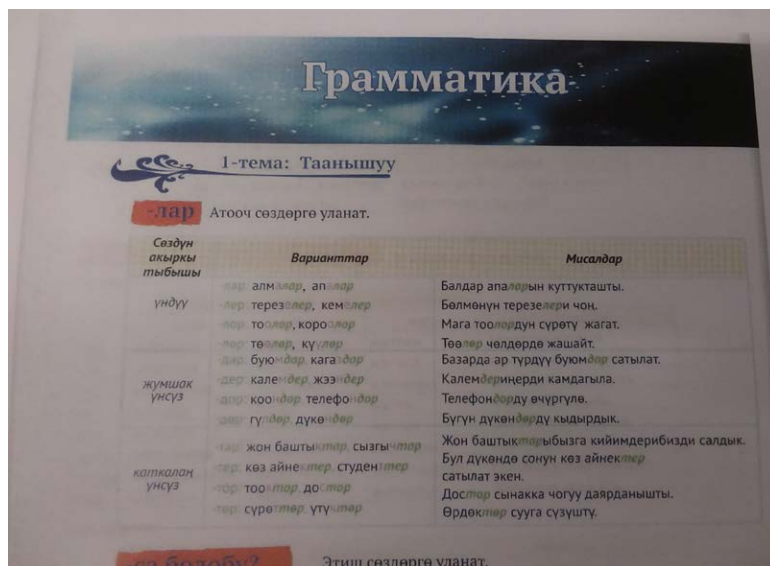 Грамматика
1-тема: Таанышуу
-лар Атооч сөздөргө уланат.
Сөздүн акыркы тыбышы Варианттар Мисалдар
үндүү
-лар: алмалар, апалар Балдар апаларын куттукташты.
-лер: терезелер, кемелер Бөлмөнүн терезелери чоң.
-лор: тоолор, короолор Мага тоолордун сүрөтү жагат.
-лөр: төөлөр, күүлөр Төөлөр чөлдөрдө жашайт.
жумшак үнсүз
-дар: буюмдар, кагаздар Базарда ар түрдүү буюмдар сатылат.
-дер: калемдер, жээндер Калемдериңерди камдагыла.
-дор: коондор, телефондор Телефондорду өчүргүлө.
-дөр: гүлдөр, дүкөндөр Бүгүн дүкөндөрдү кыдырдык.
каткалаң үнсүз
-тар: жон баштыктар, сызгычтар Жон баштыктарыбызга кийимдерибизди салдык.
-тер: көз айнектер, студенттер Бул дүкөндө сонун көз айнектер
сатылат экен.
-тор: тооктор, достор Достор сынакка чогуу даярданышты.
-төр: сүрөттөр, үтүктөр Өрдөктөр сууга сүзүштү.
-са болобу? Этиш сөздөргө уланат.